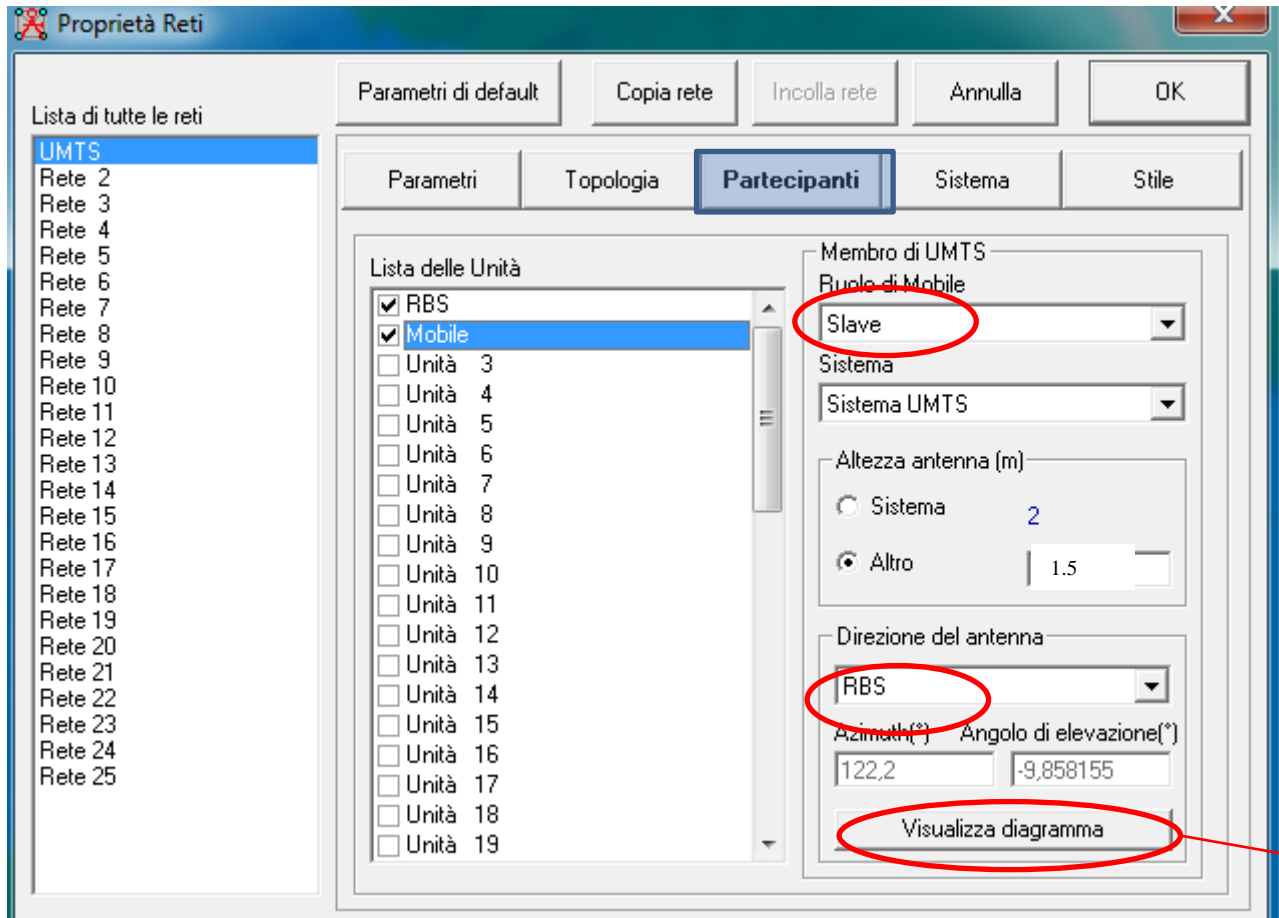 Proprietà Reti
X
Parametri di default
Copia rete
Incolla rete
Annulla
OK
Lista di tutte le reti
UMTS
Rete 2
Rete 3
Rete 4
Rete 5
Rete 6
Rete 7
Rete 8
Rete 9
Rete 10
Rete 11
Rete 12
Rete 13
Rete 14
Rete 15
Rete 16
Rete 17
Rete 18
Rete 19
Rete 20
Rete 21
Rete 22
Rete 23
Rete 24
Rete 25
Parametri
Topologia
Partecipanti
Sistema
Stile
Lista delle Unità
RBS
Mobile
Unità 3
Unità 4
Unità 5
Unità 6
Unità 7
Unità 8
Unità 9
Unità 10
Unità 11
Unità 12
Unità 13
Unità 14
Unità 15
Unità 16
Unità 17
Unità 18
Unità 19
Membro di UMTS
Ruolo di Mobile
Slave
Sistema
Sistema UMTS
Altezza antenna (m)
Sistema 2
Altro 1.5
Direzione del antenna
RBS
Azimuth(°) Angolo di elevazione(°)
122,2 -9,858155
Visualizza diagramma